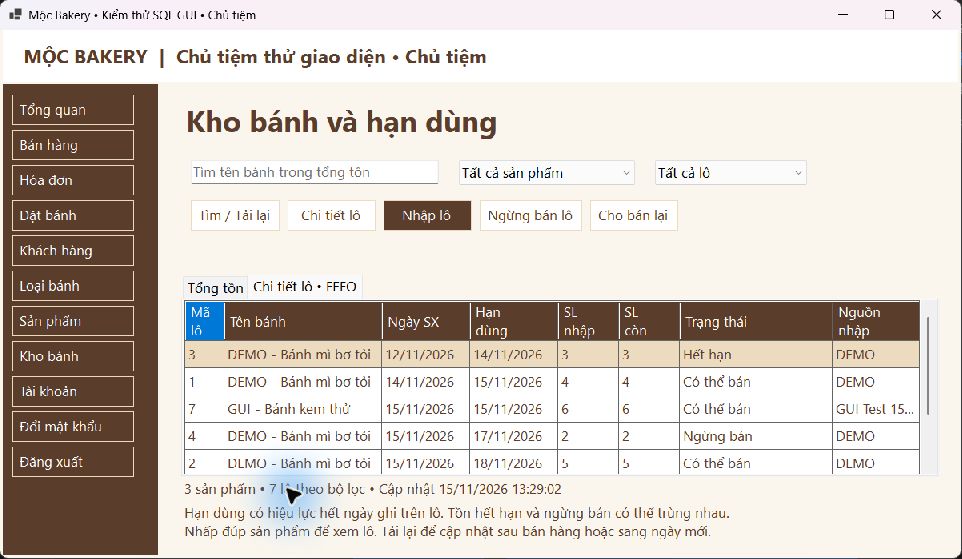 Mộc Bakery • Kiểm thử SQL GUI • Chủ tiệm
MỘC BAKERY | Chủ tiệm thử giao diện • Chủ tiệm
Tổng quan
Bán hàng
Hóa đơn
Đặt bánh
Khách hàng
Loại bánh
Sản phẩm
Kho bánh
Tài khoản
Đổi mật khẩu
Đăng xuất
Kho bánh và hạn dùng
Tìm tên bánh trong tổng tồn
Tất cả sản phẩm
Tất cả lô
Tìm / Tải lại
Chi tiết lô
Nhập lô
Ngừng bán lô
Cho bán lại
Tổng tồn
Chi tiết lô • FEFO
Mã lô Tên bánh Ngày SX Hạn dùng SL nhập SL còn Trạng thái Nguồn nhập
3 DEMO - Bánh mì bơ tỏi 12/11/2026 14/11/2026 3 3 Hết hạn DEMO
1 DEMO - Bánh mì bơ tỏi 14/11/2026 15/11/2026 4 4 Có thể bán DEMO
7 GUI - Bánh kem thử 15/11/2026 15/11/2026 6 6 Có thể bán GUI Test 15...
4 DEMO - Bánh mì bơ tỏi 15/11/2026 17/11/2026 2 2 Ngừng bán DEMO
2 DEMO - Bánh mì bơ tỏi 15/11/2026 18/11/2026 5 5 Có thể bán DEMO
3 sản phẩm • 7 lô theo bộ lọc • Cập nhật 15/11/2026 13:29:02
Hạn dùng có hiệu lực hết ngày ghi trên lô. Tồn hết hạn và ngừng bán có thể trùng nhau.
Nhấp đúp sản phẩm để xem lô. Tải lại để cập nhật sau bán hàng hoặc sang ngày mới.